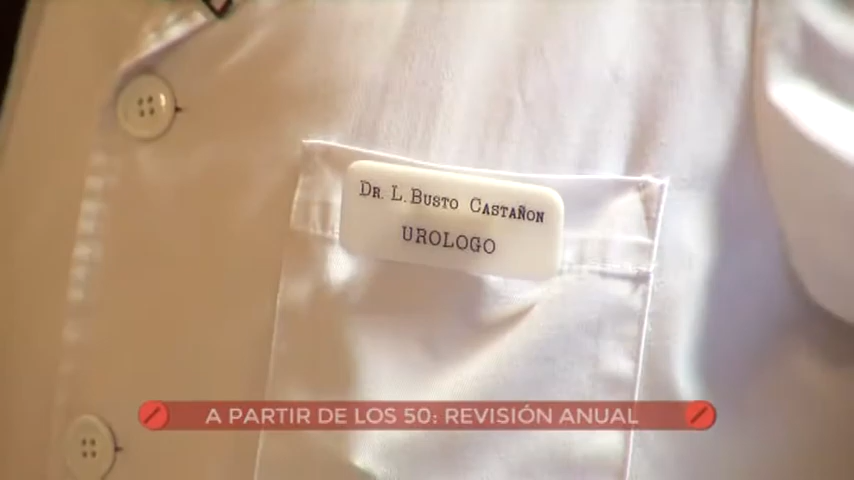 Dr. L. Busto Castañon
UROLOGO
A PARTIR DE LOS 50: REVISIÓN ANUAL